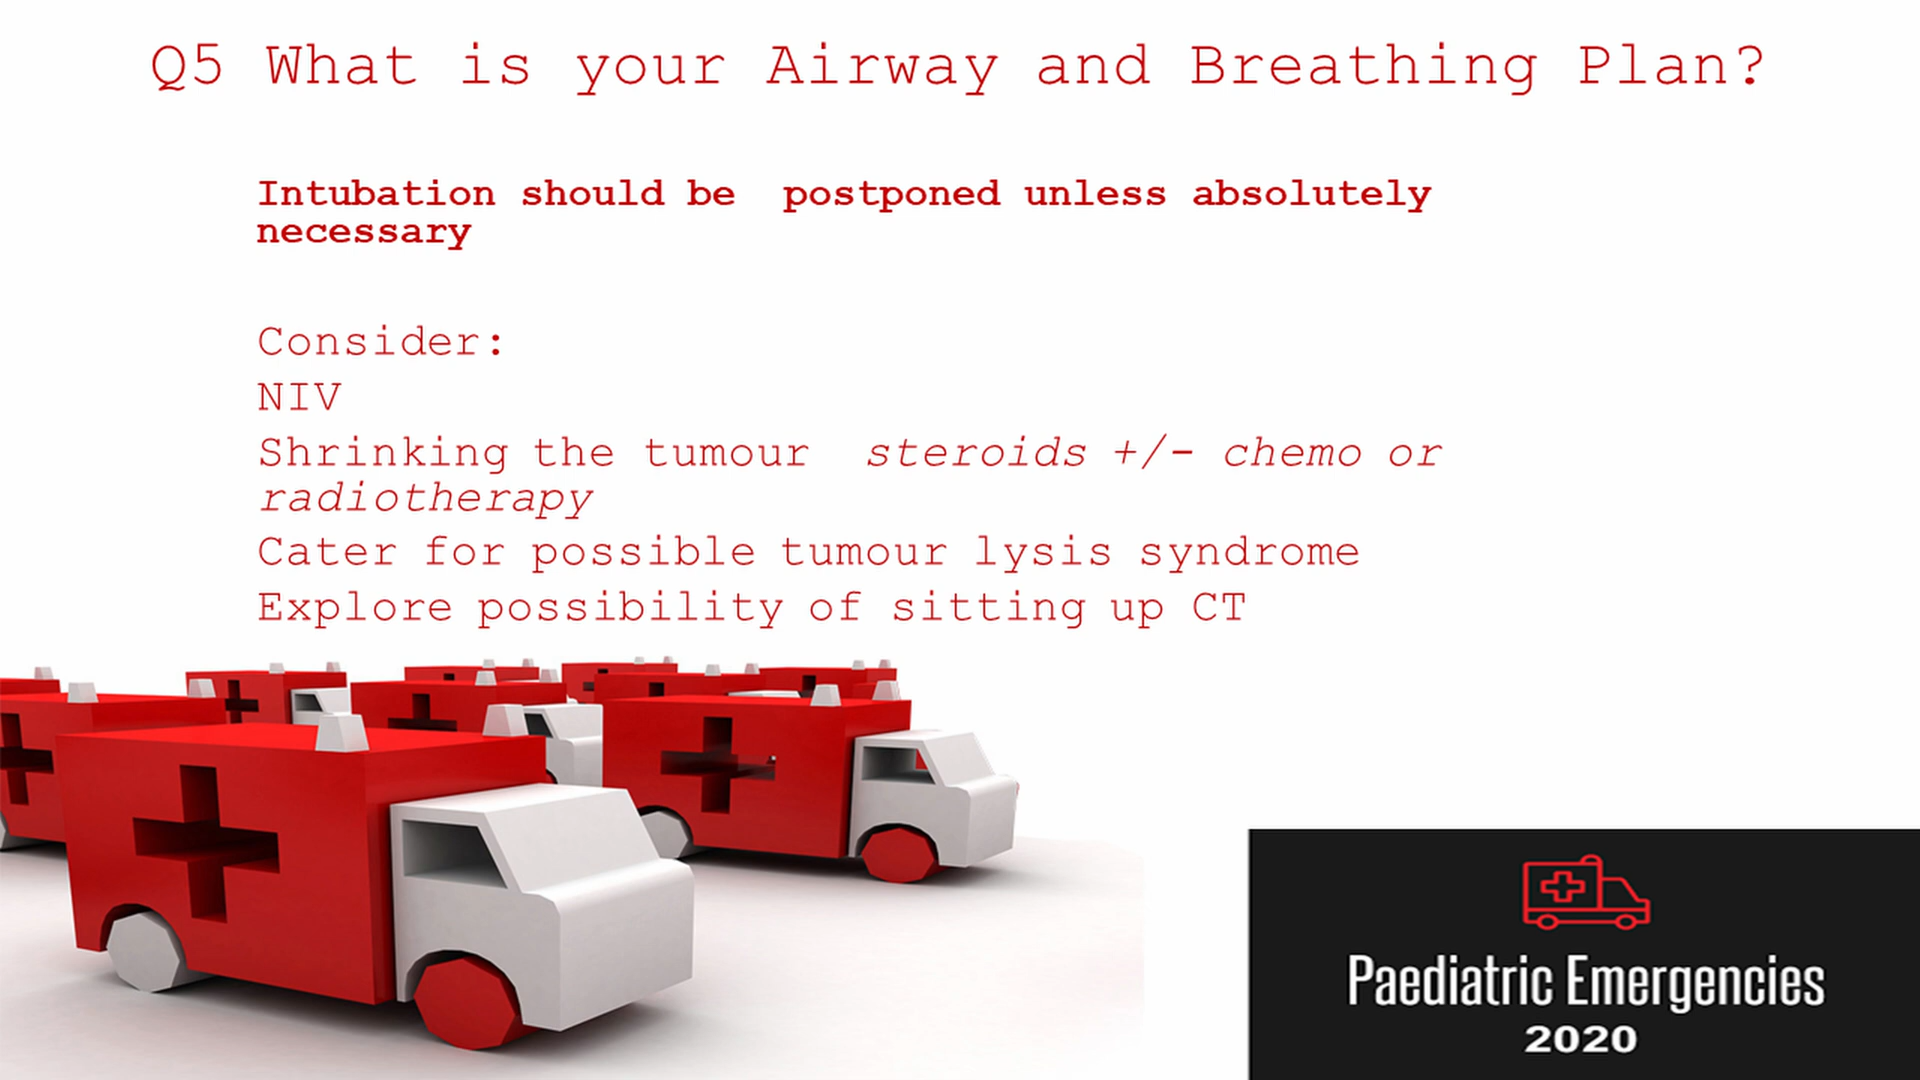 Q5 What is your Airway and Breathing Plan?
Intubation should be postponed unless absolutely
necessary
Consider:
NIV
Shrinking the tumour steroids +/- chemo or
radiotherapy
Cater for possible tumour lysis syndrome
Explore possibility of sitting up CT
Paediatric Emergencies
2020